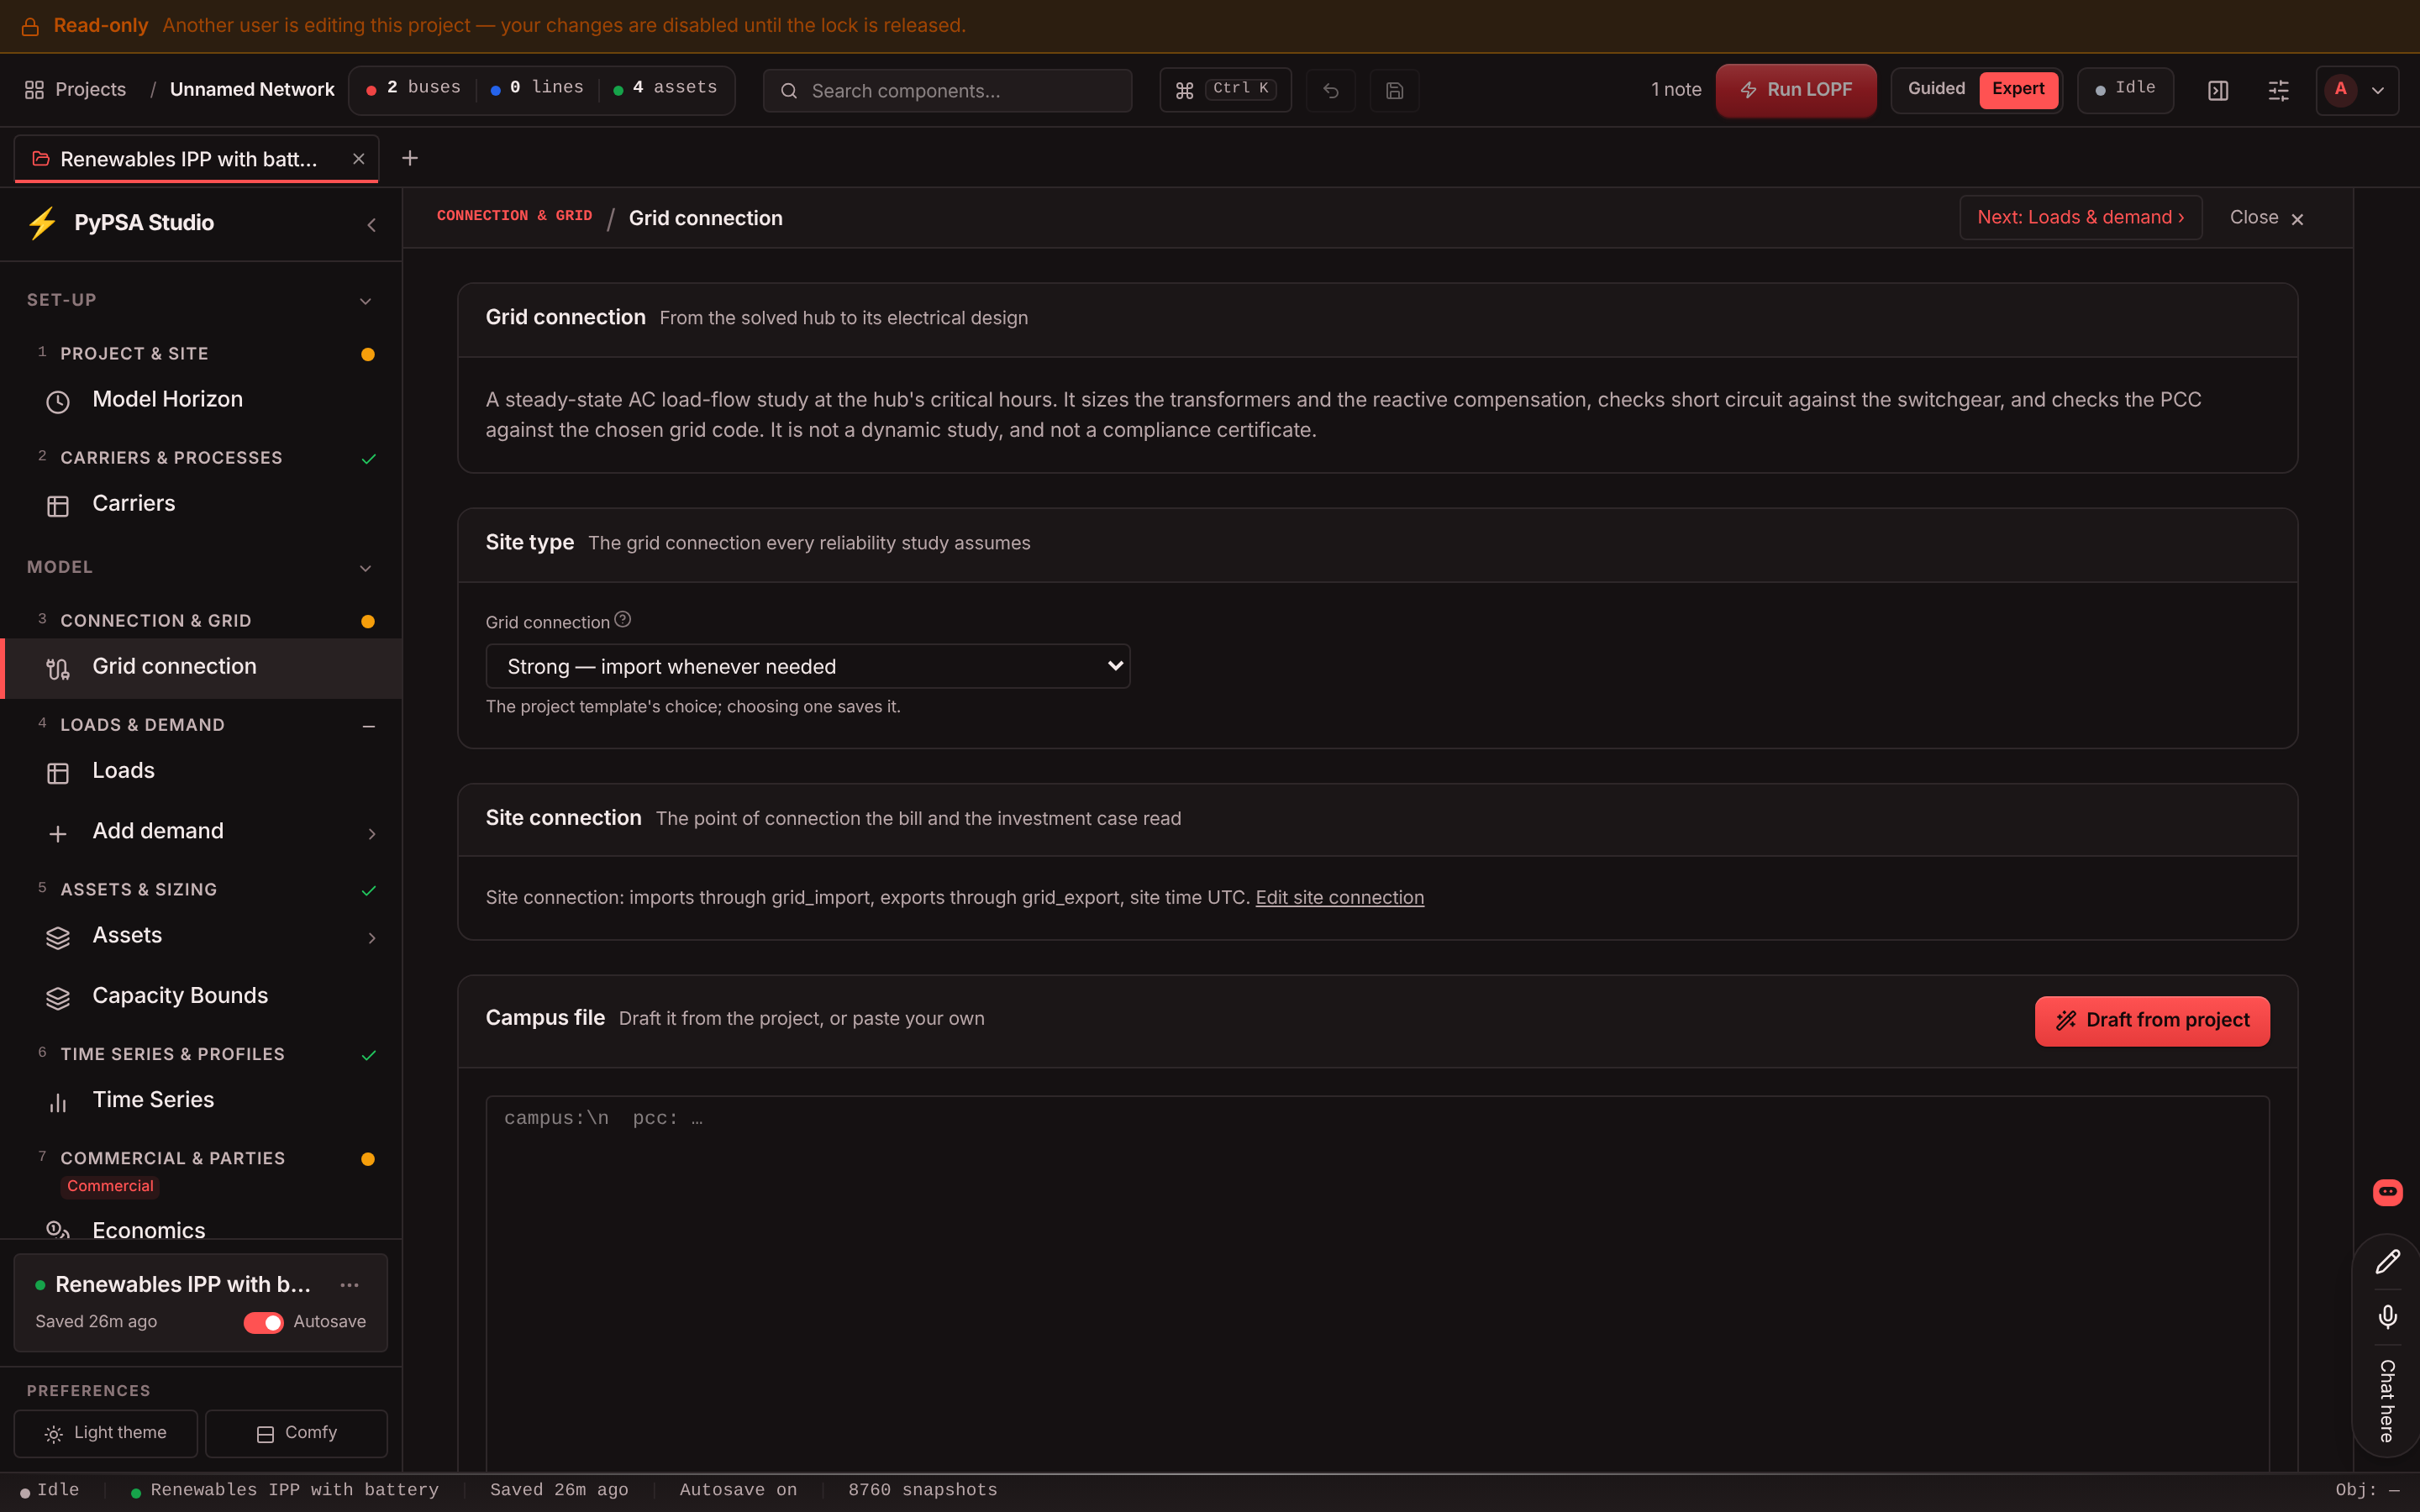 Read-only Another user is editing this project — your changes are disabled until the lock is released.
Projects / Unnamed Network 2 buses 0 lines 4 assets Search components... Ctrl K 1 note Run LOPF Guided Expert Idle A
Renewables IPP with batt...
PyPSA Studio
CONNECTION & GRID / Grid connection Next: Loads & demand › Close
SET-UP
1 PROJECT & SITE
Model Horizon
2 CARRIERS & PROCESSES
Carriers
MODEL
3 CONNECTION & GRID
Grid connection
4 LOADS & DEMAND
Loads
Add demand
5 ASSETS & SIZING
Assets
Capacity Bounds
6 TIME SERIES & PROFILES
Time Series
7 COMMERCIAL & PARTIES
Commercial
Economics
Renewables IPP with b...
Saved 26m ago Autosave
PREFERENCES
Light theme Comfy
Grid connection From the solved hub to its electrical design
A steady-state AC load-flow study at the hub's critical hours. It sizes the transformers and the reactive compensation, checks short circuit against the switchgear, and checks the PCC
against the chosen grid code. It is not a dynamic study, and not a compliance certificate.
Site type The grid connection every reliability study assumes
Grid connection ?
Strong — import whenever needed
The project template's choice; choosing one saves it.
Site connection The point of connection the bill and the investment case read
Site connection: imports through grid_import, exports through grid_export, site time UTC. Edit site connection
Campus file Draft it from the project, or paste your own Draft from project
campus:\n  pcc: …
Chat here
Idle Renewables IPP with battery Saved 26m ago Autosave on 8760 snapshots Obj: —